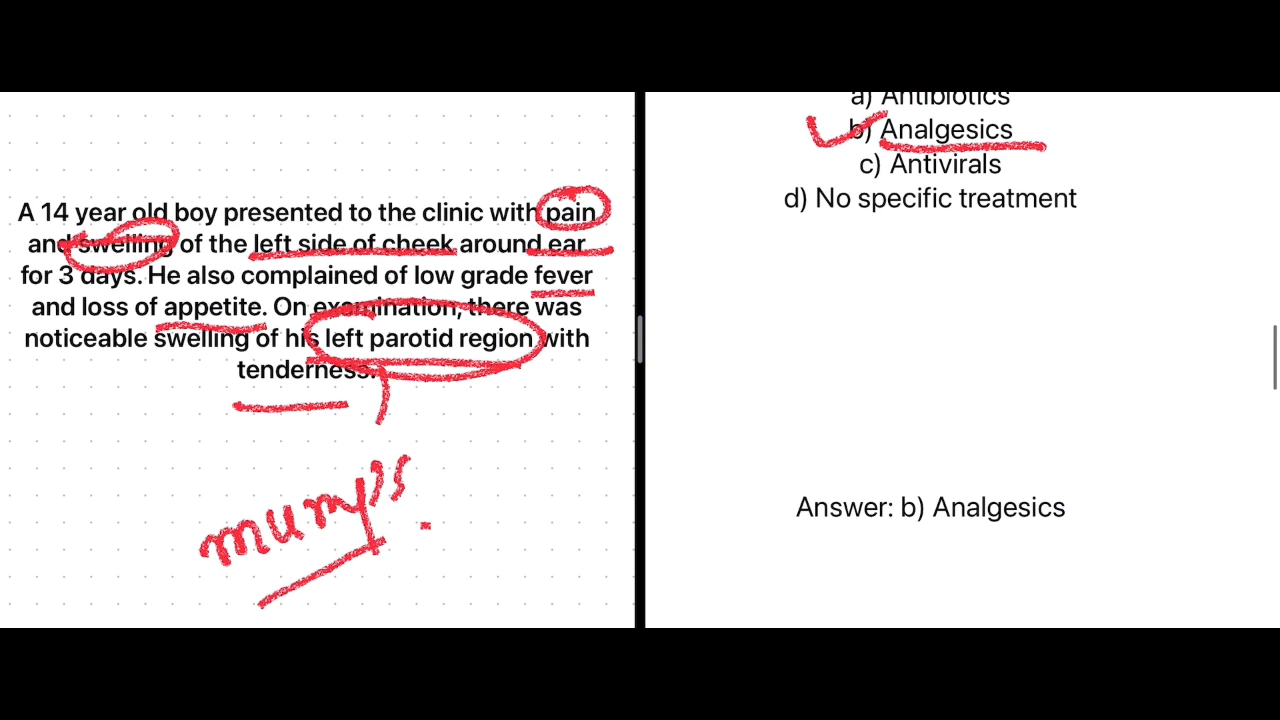 A 14 year old boy presented to the clinic with pain
and swelling of the left side of cheek around ear
for 3 days. He also complained of low grade fever
and loss of appetite. On examination, there was
noticeable swelling of his left parotid region with
tenderness.
mumps.
a) Antibiotics
b) Analgesics
c) Antivirals
d) No specific treatment
Answer: b) Analgesics